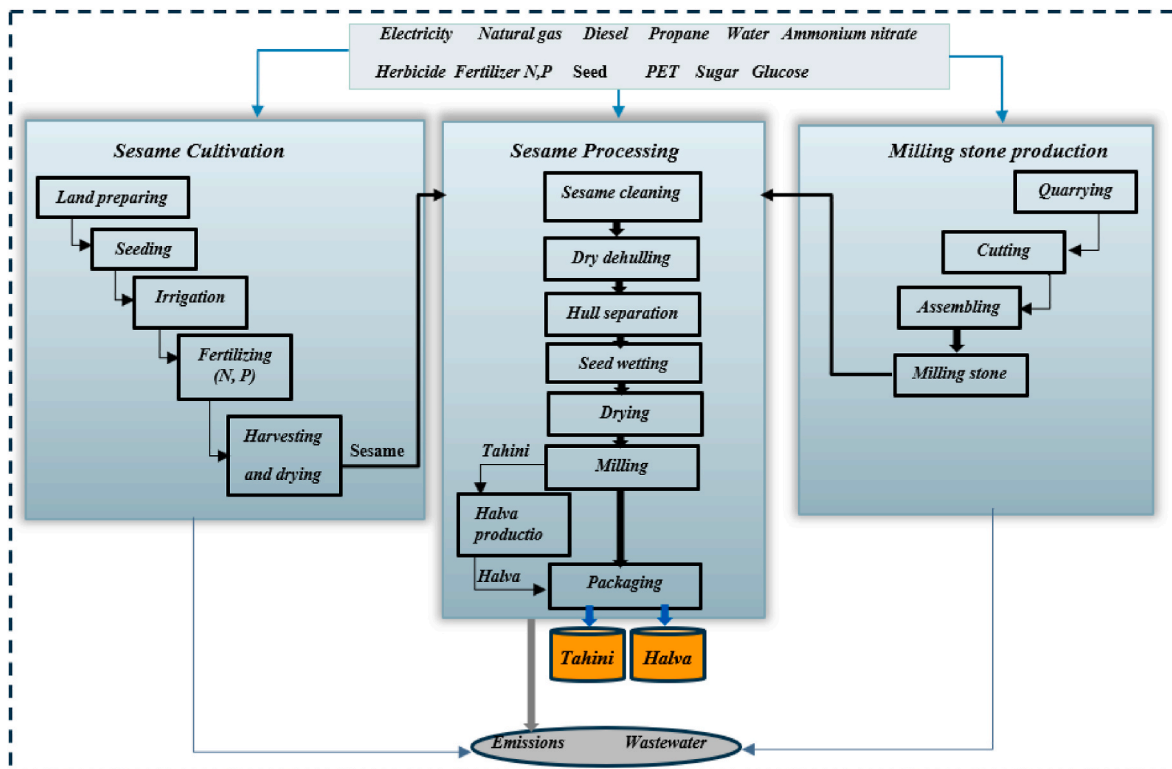 Electricity Natural gas Diesel Propane Water Ammonium nitrate
Herbicide Fertilizer N,P Seed PET Sugar Glucose
Sesame Cultivation
Land preparing
Seeding
Irrigation
Fertilizing
(N, P)
Harvesting
and drying
Sesame
Sesame Processing
Sesame cleaning
Dry dehulling
Hull separation
Seed wetting
Drying
Milling
Tahini
Halva
productio
Halva
Packaging
Tahini
Halva
Milling stone production
Quarrying
Cutting
Assembling
Milling stone
Emissions Wastewater